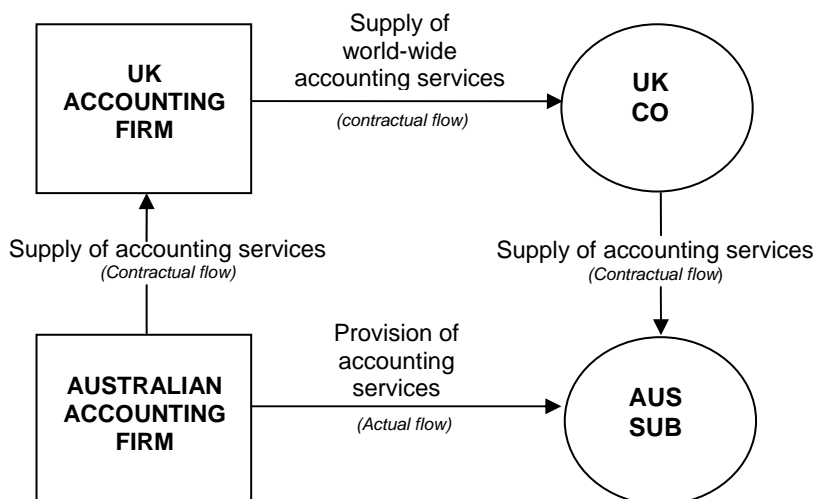 Supply of
world-wide
accounting services
(contractual flow)
UK
ACCOUNTING
FIRM
UK
CO
Supply of accounting services
(Contractual flow)
Supply of accounting services
(Contractual flow)
Provision of
accounting
services
(Actual flow)
AUSTRALIAN
ACCOUNTING
FIRM
AUS
SUB